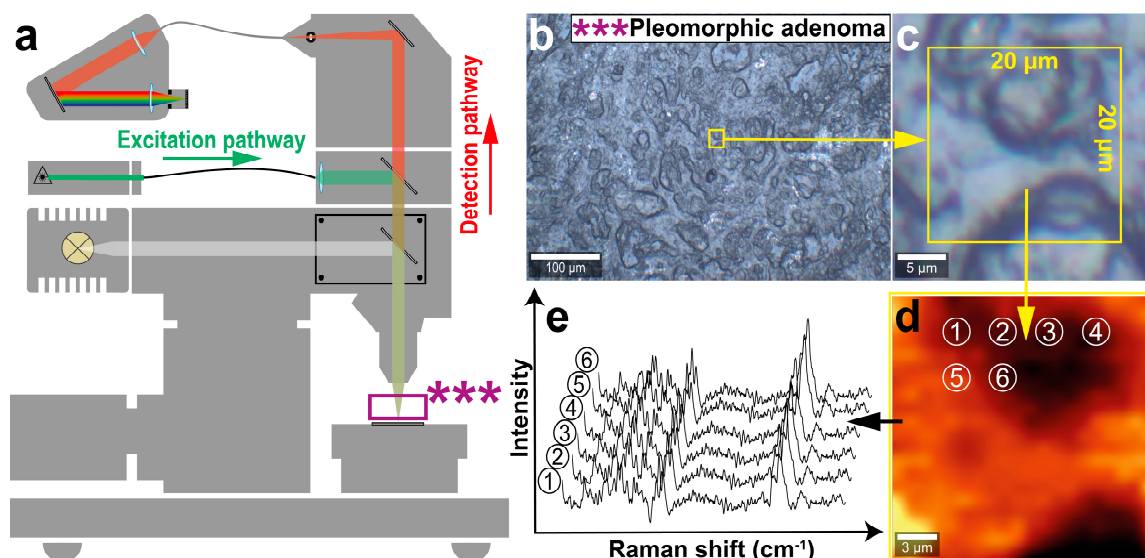 a
Excitation pathway
Detection pathway
***
b
***Pleomorphic adenoma
100 µm
c
20 µm
20 µm
5 µm
d
① ② ③ ④
⑤ ⑥
3 µm
e
Intensity
⑥
⑤
④
③
②
①
Raman shift (cm⁻¹)